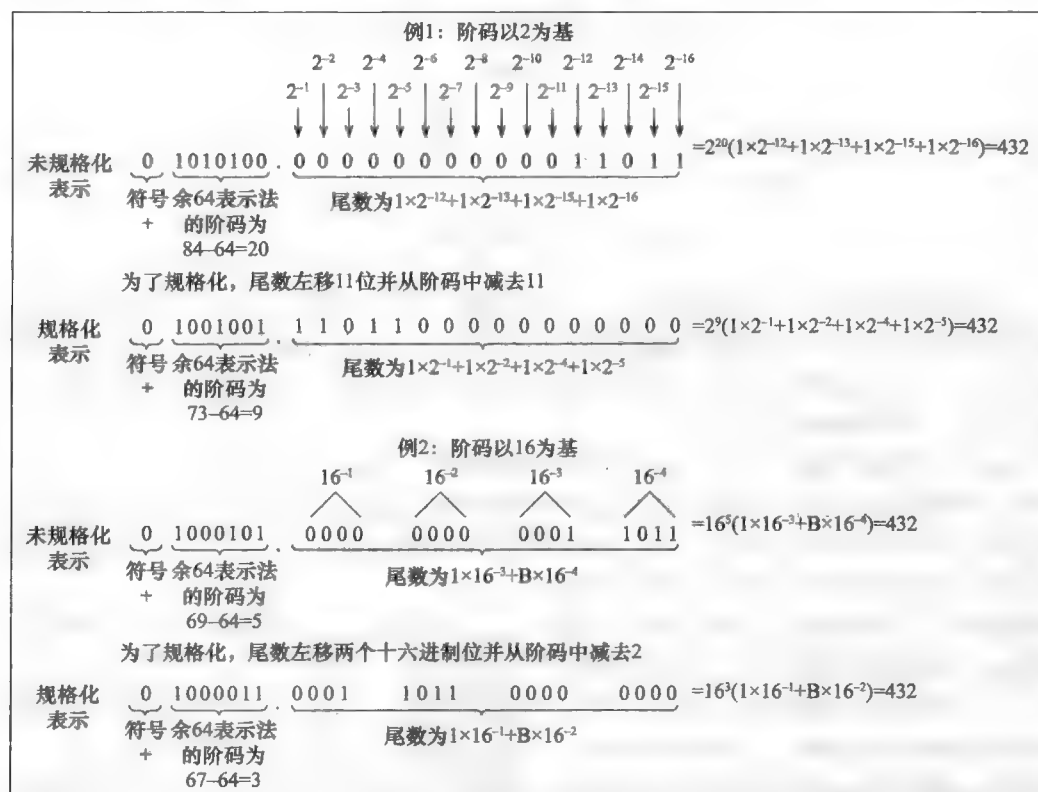 例1：阶码以2为基
2⁻² 2⁻⁴ 2⁻⁶ 2⁻⁸ 2⁻¹⁰ 2⁻¹² 2⁻¹⁴ 2⁻¹⁶
2⁻¹ 2⁻³ 2⁻⁵ 2⁻⁷ 2⁻⁹ 2⁻¹¹ 2⁻¹³ 2⁻¹⁵
未规格化 0 1010100 . 0 0 0 0 0 0 0 0 0 0 0 1 1 0 1 1 =2²⁰(1×2⁻¹²+1×2⁻¹³+1×2⁻¹⁵+1×2⁻¹⁶)=432
表示 符号 余64表示法 尾数为1×2⁻¹²+1×2⁻¹³+1×2⁻¹⁵+1×2⁻¹⁶
+ 的阶码为
84–64=20
为了规格化，尾数左移11位并从阶码中减去11
规格化 0 1001001 . 1 1 0 1 1 0 0 0 0 0 0 0 0 0 0 0 =2⁹(1×2⁻¹+1×2⁻²+1×2⁻⁴+1×2⁻⁵)=432
表示 符号 余64表示法 尾数为1×2⁻¹+1×2⁻²+1×2⁻⁴+1×2⁻⁵
+ 的阶码为
73–64=9
例2：阶码以16为基
16⁻¹ 16⁻² 16⁻³ 16⁻⁴
未规格化 0 1000101 . 0000 0000 0001 1011 =16⁵(1×16⁻³+B×16⁻⁴)=432
表示 符号 余64表示法 尾数为1×16⁻³+B×16⁻⁴
+ 的阶码为
69–64=5
为了规格化，尾数左移两个十六进制位并从阶码中减去2
规格化 0 1000011 . 0001 1011 0000 0000 =16³(1×16⁻¹+B×16⁻²)=432
表示 符号 余64表示法 尾数为1×16⁻¹+B×16⁻²
+ 的阶码为
67–64=3